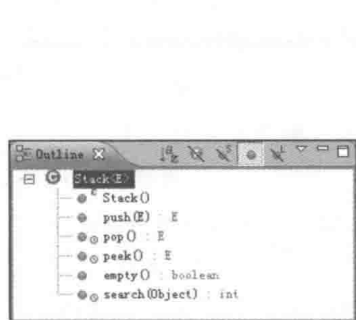 Outline
Stack<E>
Stack()
push(E) : E
pop() : E
peek() : E
empty() : boolean
search(Object) : int